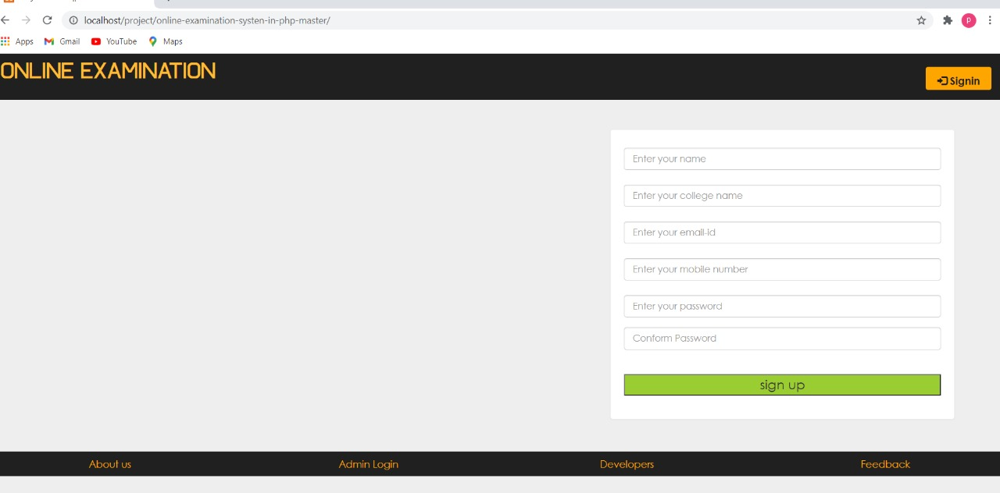 localhost/project/online-examination-systen-in-php-master/
P
Apps Gmail YouTube Maps
ONLINE EXAMINATION
Signin
Enter your name
Enter your college name
Enter your email-id
Enter your mobile number
Enter your password
Conform Password
sign up
About us Admin Login Developers Feedback